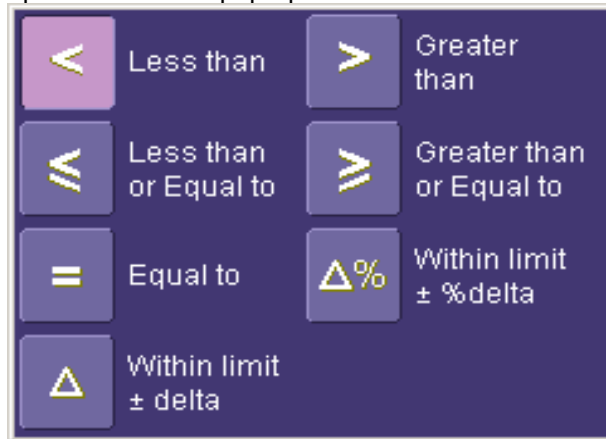 < Less than
> Greater
than
≤ Less than
or Equal to
≥ Greater than
or Equal to
= Equal to
Δ% Within limit
± %delta
Δ Within limit
± delta